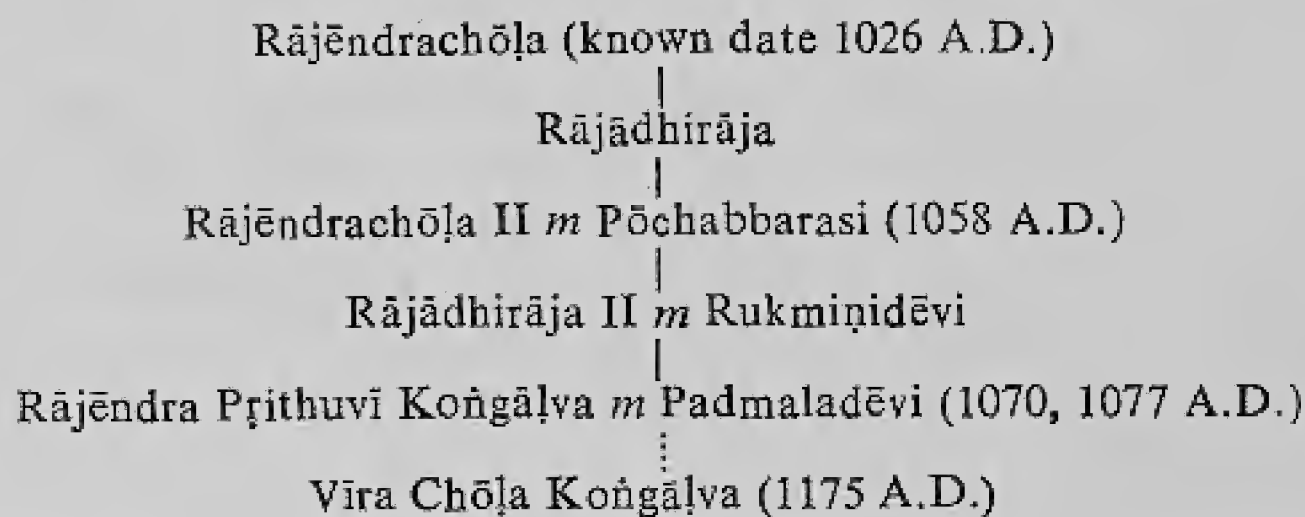 Rājēndrachōḷa (known date 1026 A.D.)
Rājādhirāja
Rājēndrachōḷa II m Pōchabbarasi (1058 A.D.)
Rājādhirāja II m Rukmiṇidēvi
Rājēndra Pṛithuvī Koṅgāḷva m Padmaladēvi (1070, 1077 A.D.)
Vīra Chōḷa Koṅgāḷva (1175 A.D.)